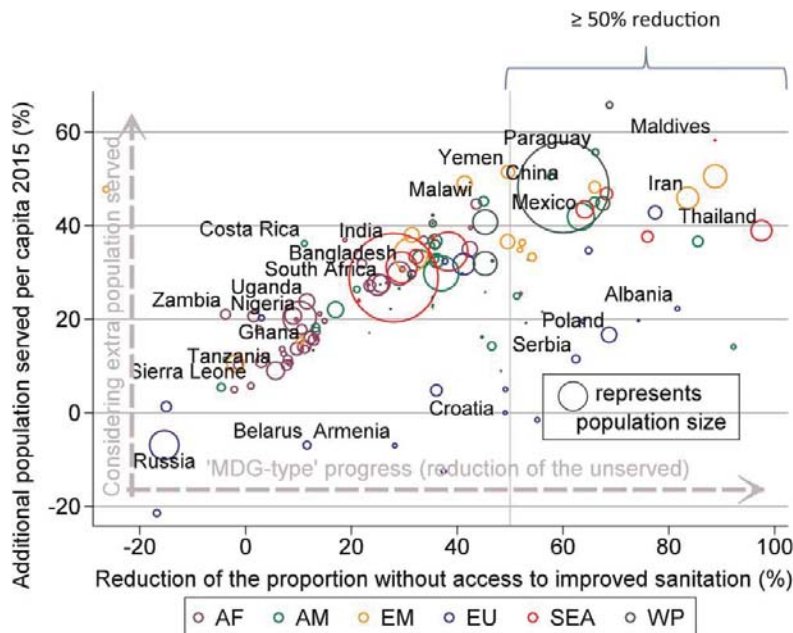 ≥ 50% reduction
Additional population served per capita 2015 (%)
Considering extra population served
60
40
20
0
-20
Paraguay
Maldives
Yemen
China
Malawi
Iran
Mexico
Thailand
Costa Rica
India
Bangladesh
South Africa
Uganda
Zambia
Nigeria
Albania
Ghana
Poland
Tanzania
Serbia
Sierra Leone
represents
population size
Croatia
Belarus
Armenia
Russia
'MDG-type' progress (reduction of the unserved)
-20 0 20 40 60 80 100
Reduction of the proportion without access to improved sanitation (%)
AF AM EM EU SEA WP